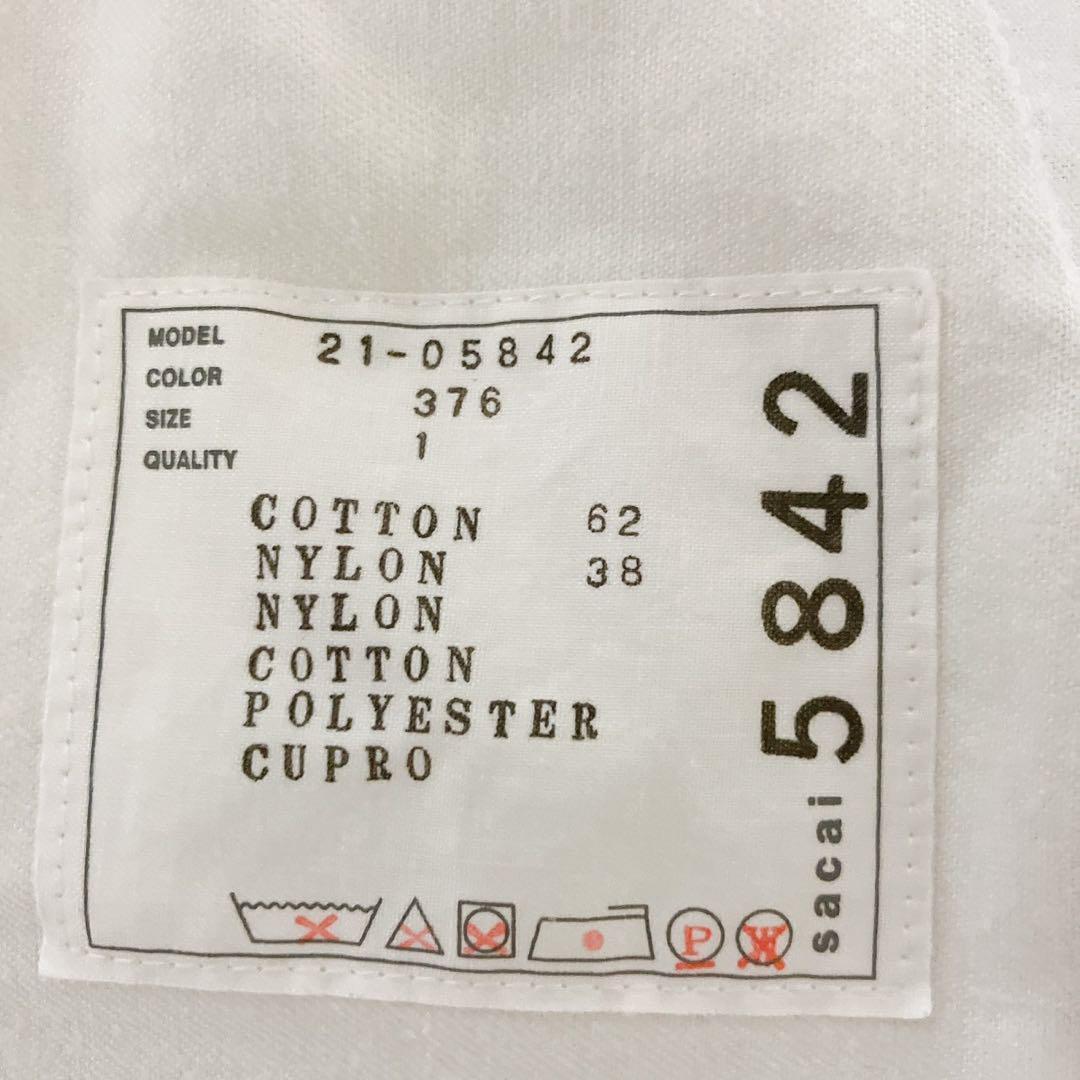 MODEL 21-05842
COLOR 376
SIZE 1
QUALITY
COTTON 62
NYLON 38
NYLON
COTTON
POLYESTER
CUPRO
P W
sacai 5842